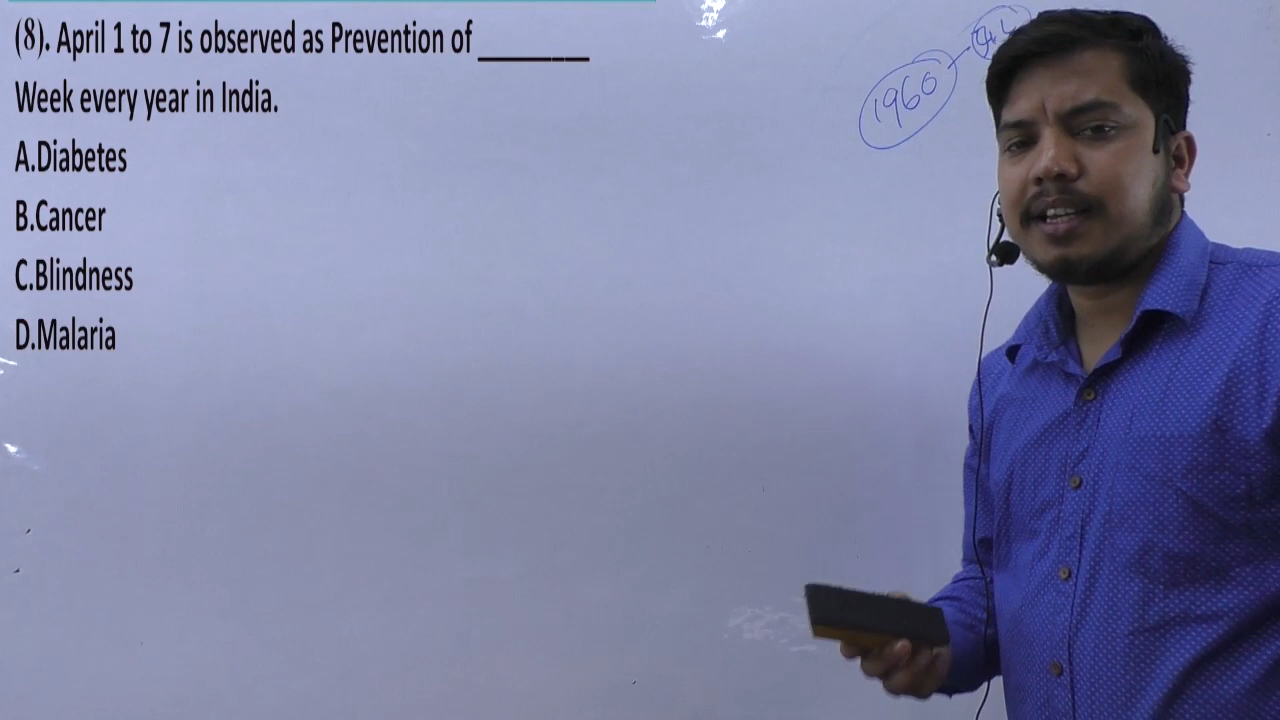 (8). April 1 to 7 is observed as Prevention of ________
Week every year in India.
A.Diabetes
B.Cancer
C.Blindness
D.Malaria
1960